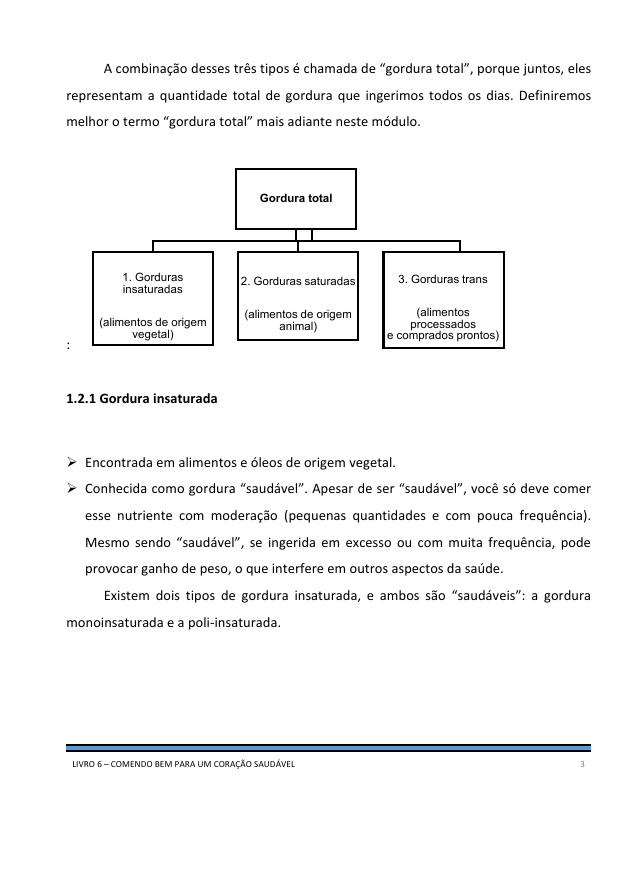 A combinação desses três tipos é chamada de “gordura total”, porque juntos, eles
representam a quantidade total de gordura que ingerimos todos os dias. Definiremos
melhor o termo “gordura total” mais adiante neste módulo.
Gordura total
1. Gorduras
insaturadas
(alimentos de origem
vegetal)
2. Gorduras saturadas
(alimentos de origem
animal)
3. Gorduras trans
(alimentos
processados
e comprados prontos)
:
1.2.1 Gordura insaturada
➢ Encontrada em alimentos e óleos de origem vegetal.
➢ Conhecida como gordura “saudável”. Apesar de ser “saudável”, você só deve comer
esse nutriente com moderação (pequenas quantidades e com pouca frequência).
Mesmo sendo “saudável”, se ingerida em excesso ou com muita frequência, pode
provocar ganho de peso, o que interfere em outros aspectos da saúde.
Existem dois tipos de gordura insaturada, e ambos são “saudáveis”: a gordura
monoinsaturada e a poli-insaturada.
LIVRO 6 – COMENDO BEM PARA UM CORAÇÃO SAUDÁVEL 3